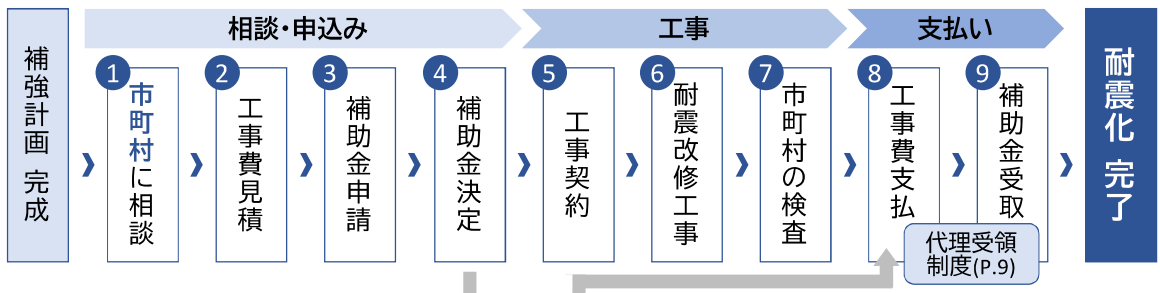 相談・申込み
工事
支払い
補強計画 完成
1
市町村に相談
2
工事費見積
3
補助金申請
4
補助金決定
5
工事契約
6
耐震改修工事
7
市町村の検査
8
工事費支払
9
補助金受取
代理受領
制度(P.9)
耐震化 完了